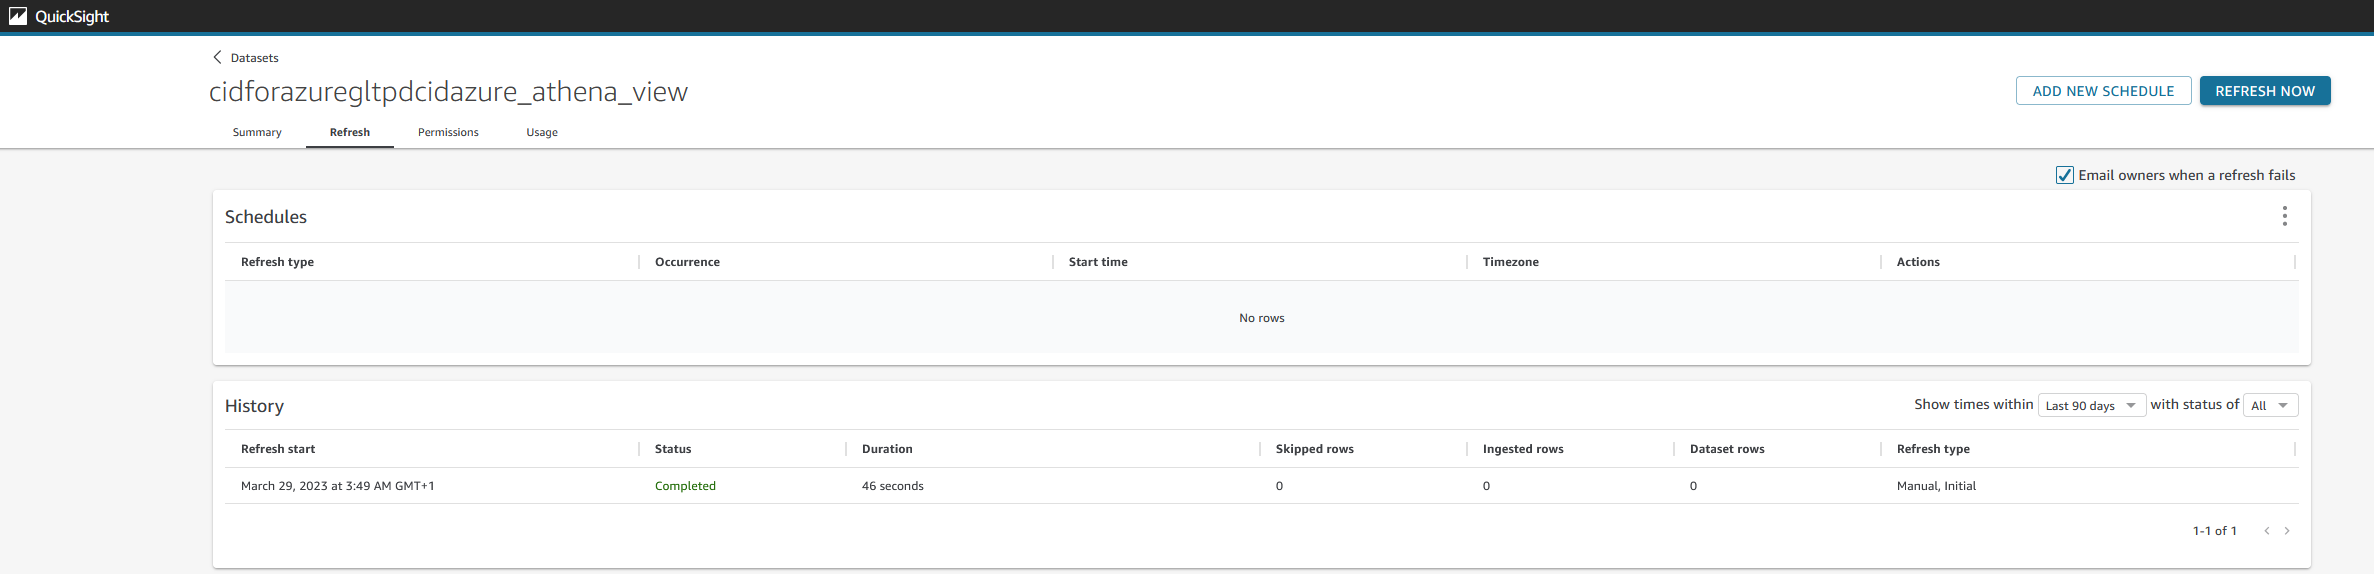 QuickSight
Datasets
cidforazuregltpdcidazure_athena_view
ADD NEW SCHEDULE
REFRESH NOW
Summary Refresh Permissions Usage
Email owners when a refresh fails
Schedules
Refresh type Occurrence Start time Timezone Actions
No rows
History
Show times within Last 90 days with status of All
Refresh start Status Duration Skipped rows Ingested rows Dataset rows Refresh type
March 29, 2023 at 3:49 AM GMT+1 Completed 46 seconds 0 0 0 Manual, Initial
1-1 of 1